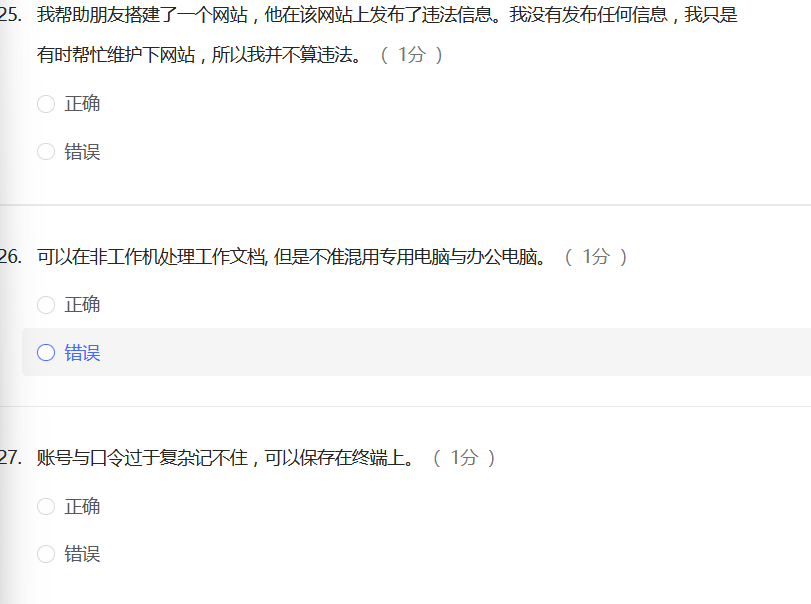 25. 我帮助朋友搭建了一个网站，他在该网站上发布了违法信息。我没有发布任何信息，我只是
有时帮忙维护下网站，所以我并不算违法。（ 1分 ）
正确
错误
26. 可以在非工作机处理工作文档, 但是不准混用专用电脑与办公电脑。（ 1分 ）
正确
错误
27. 账号与口令过于复杂记不住，可以保存在终端上。（ 1分 ）
正确
错误